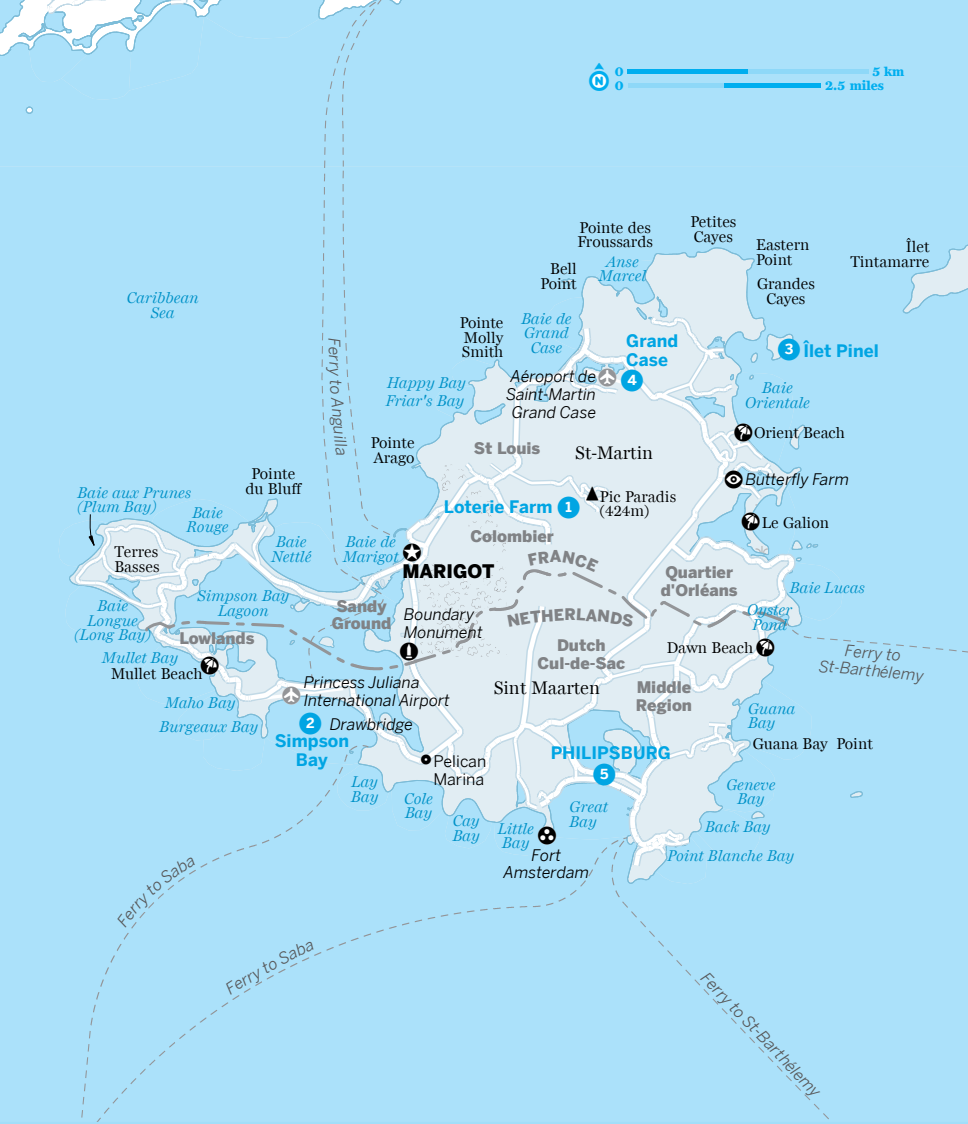 0
5 km
N
0
2.5 miles
Petites
Cayes
Pointe des
Froussards
Eastern
Point
Îlet
Tintamarre
Anse
Marcel
Bell
Point
Grandes
Cayes
Caribbean
Sea
Baie de
Grand
Case
Pointe
Molly
Smith
Grand
Case
3
Îlet Pinel
Ferry to Anguilla
Aéroport de
Saint-Martin
Grand Case
4
Happy Bay
Friar's Bay
Baie
Orientale
Orient Beach
Pointe
Arago
St Louis
St-Martin
Butterfly Farm
Pointe
du Bluff
Baie aux Prunes
(Plum Bay)
Pic Paradis
(424m)
Loterie Farm
1
Baie
Rouge
Le Galion
Colombier
Baie
Nettlé
Baie de
Marigot
Terres
Basses
FRANCE
MARIGOT
Quartier
d'Orléans
Baie Lucas
Simpson Bay
Lagoon
Baie
Longue
(Long Bay)
Sandy
Ground
Boundary
Monument
NETHERLANDS
Oyster
Pond
Lowlands
Dutch
Cul-de-Sac
Dawn Beach
Ferry to
St-Barthélemy
Mullet Bay
Mullet Beach
Princess Juliana
International Airport
Sint Maarten
Middle
Region
Maho Bay
Burgeaux Bay
2
Drawbridge
Simpson
Bay
Guana
Bay
Guana Bay Point
PHILIPSBURG
5
Pelican
Marina
Lay
Bay
Cole
Bay
Geneve
Bay
Great
Bay
Cay
Bay
Little
Bay
Back Bay
Fort
Amsterdam
Point Blanche Bay
Ferry to Saba
Ferry to Saba
Ferry to St-Barthélemy